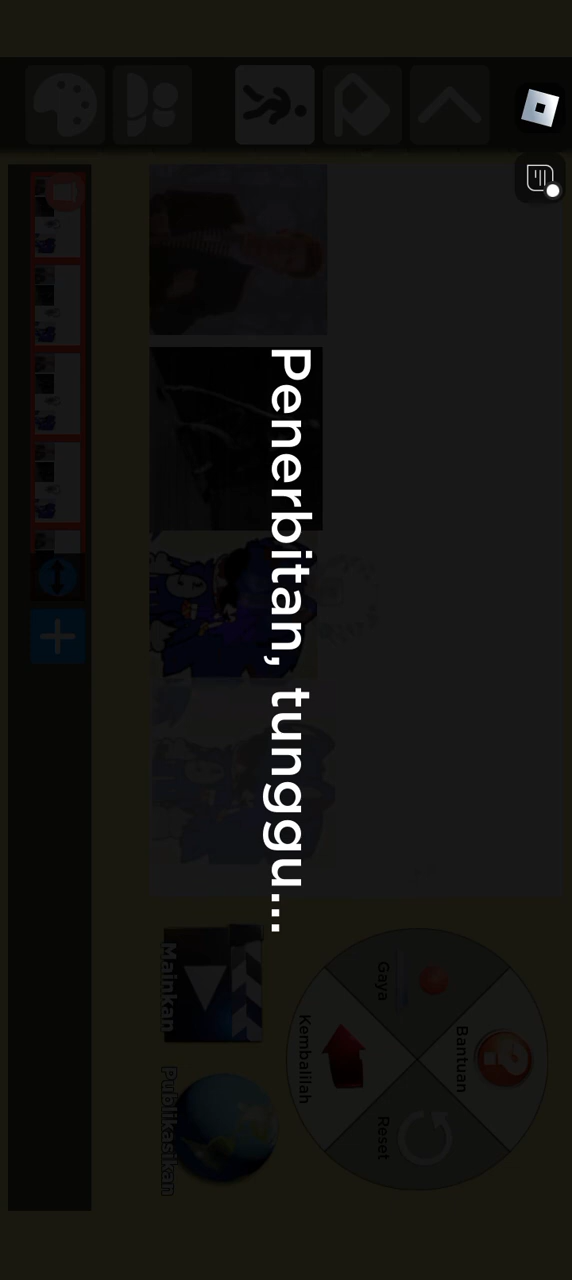 Penerbitan, tunggu...
Mainkan
Publikasikan
Gaya
Bantuan
Kembalilah
Reset